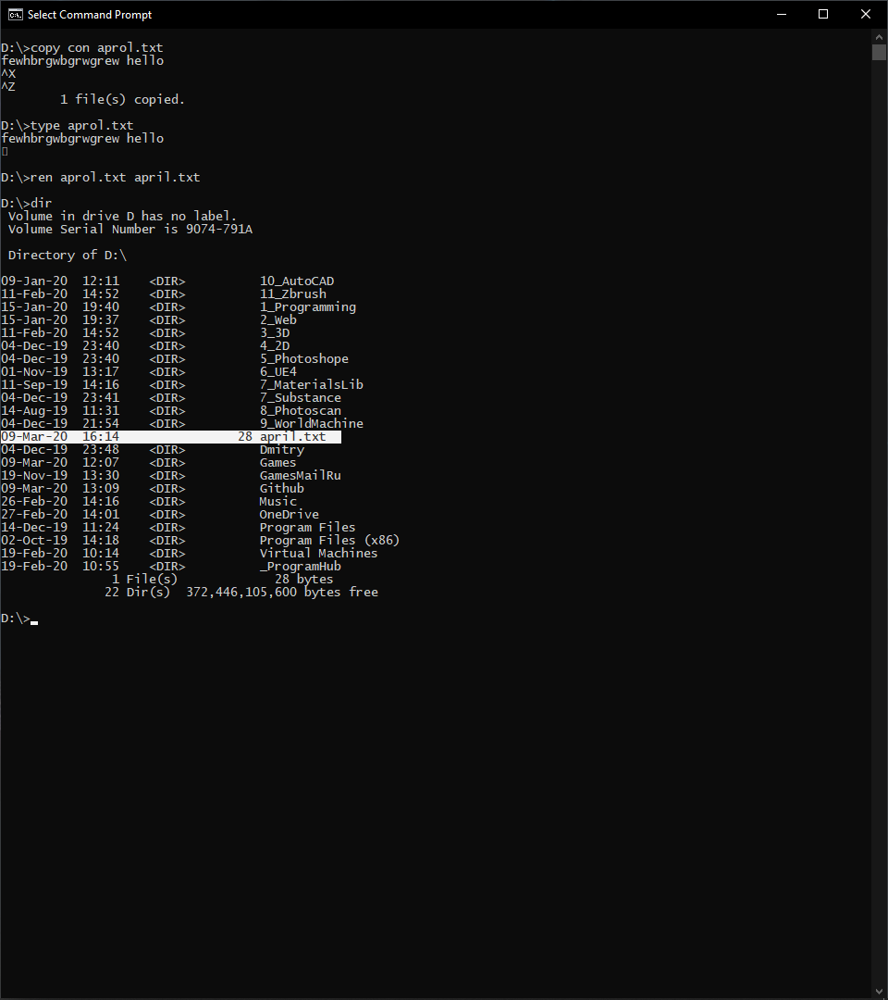 Select Command Prompt
D:\>copy con aprol.txt
fewhbrgwbgrwgrew hello
^X
^Z
        1 file(s) copied.
D:\>type aprol.txt
fewhbrgwbgrwgrew hello
D:\>ren aprol.txt april.txt
D:\>dir
 Volume in drive D has no label.
 Volume Serial Number is 9074-791A
 Directory of D:\
09-Jan-20  12:11    <DIR>          10_AutoCAD
11-Feb-20  14:52    <DIR>          11_Zbrush
15-Jan-20  19:40    <DIR>          1_Programming
15-Jan-20  19:37    <DIR>          2_Web
11-Feb-20  14:52    <DIR>          3_3D
04-Dec-19  23:40    <DIR>          4_2D
04-Dec-19  23:40    <DIR>          5_Photoshope
01-Nov-19  13:17    <DIR>          6_UE4
11-Sep-19  14:16    <DIR>          7_MaterialsLib
04-Dec-19  23:41    <DIR>          7_Substance
14-Aug-19  11:31    <DIR>          8_Photoscan
04-Dec-19  21:54    <DIR>          9_WorldMachine
09-Mar-20  16:14                28 april.txt
04-Dec-19  23:48    <DIR>          Dmitry
09-Mar-20  12:07    <DIR>          Games
19-Nov-19  13:30    <DIR>          GamesMailRu
09-Mar-20  13:09    <DIR>          Github
26-Feb-20  14:16    <DIR>          Music
27-Feb-20  14:01    <DIR>          OneDrive
14-Dec-19  11:24    <DIR>          Program Files
02-Oct-19  14:18    <DIR>          Program Files (x86)
19-Feb-20  10:14    <DIR>          Virtual Machines
19-Feb-20  10:55    <DIR>          _ProgramHub
               1 File(s)             28 bytes
              22 Dir(s)  372,446,105,600 bytes free
D:\>